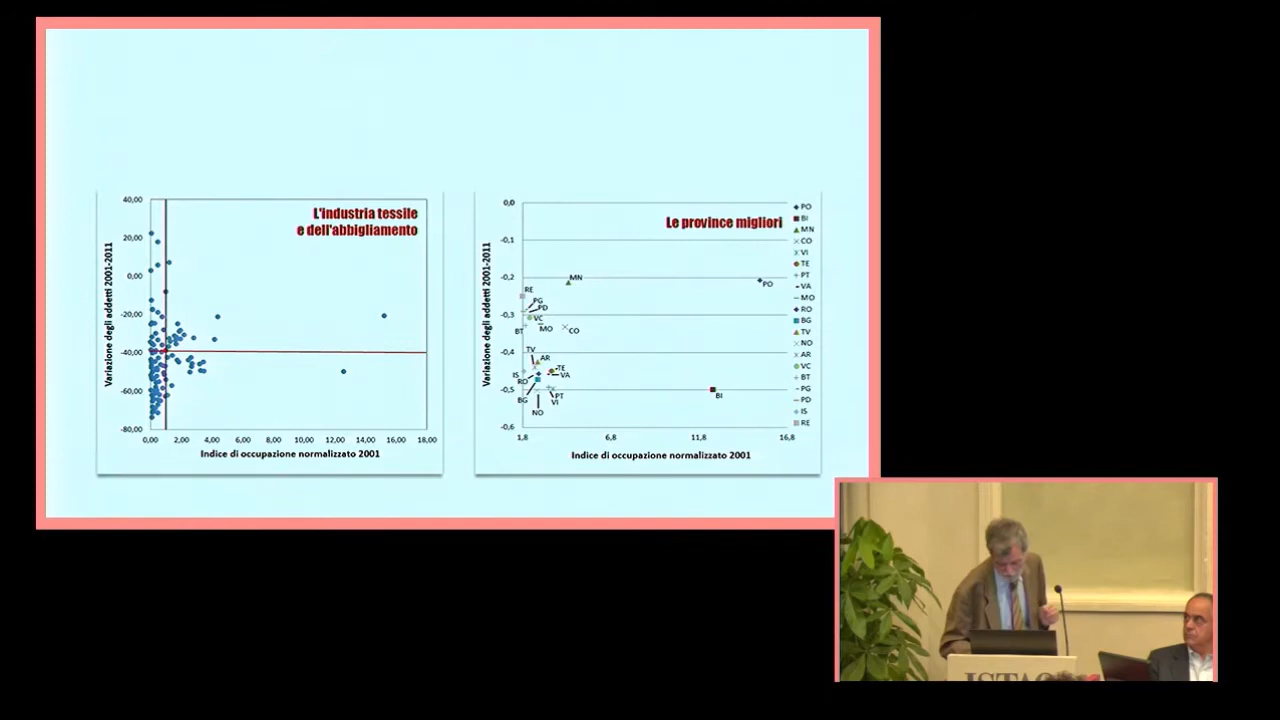 L'industria tessile
e dell'abbigliamento
Variazione degli addetti 2001-2011
40,00
20,00
0,00
-20,00
-40,00
-60,00
-80,00
0,00 2,00 4,00 6,00 8,00 10,00 12,00 14,00 16,00 18,00
Indice di occupazione normalizzato 2001
Le province migliori
Variazione degli addetti 2001-2011
0,0
-0,1
-0,2
-0,3
-0,4
-0,5
-0,6
MN
PO
RE
PG
PD
VC
BT
MO
CO
TV
AR
TE
IS
VA
RO
BI
PT
BG
VI
NO
1,8 6,8 11,8 16,8
Indice di occupazione normalizzato 2001
PO
BI
MN
CO
VI
TE
PT
VA
MO
RO
BG
TV
NO
AR
VC
BT
PG
PD
IS
RE